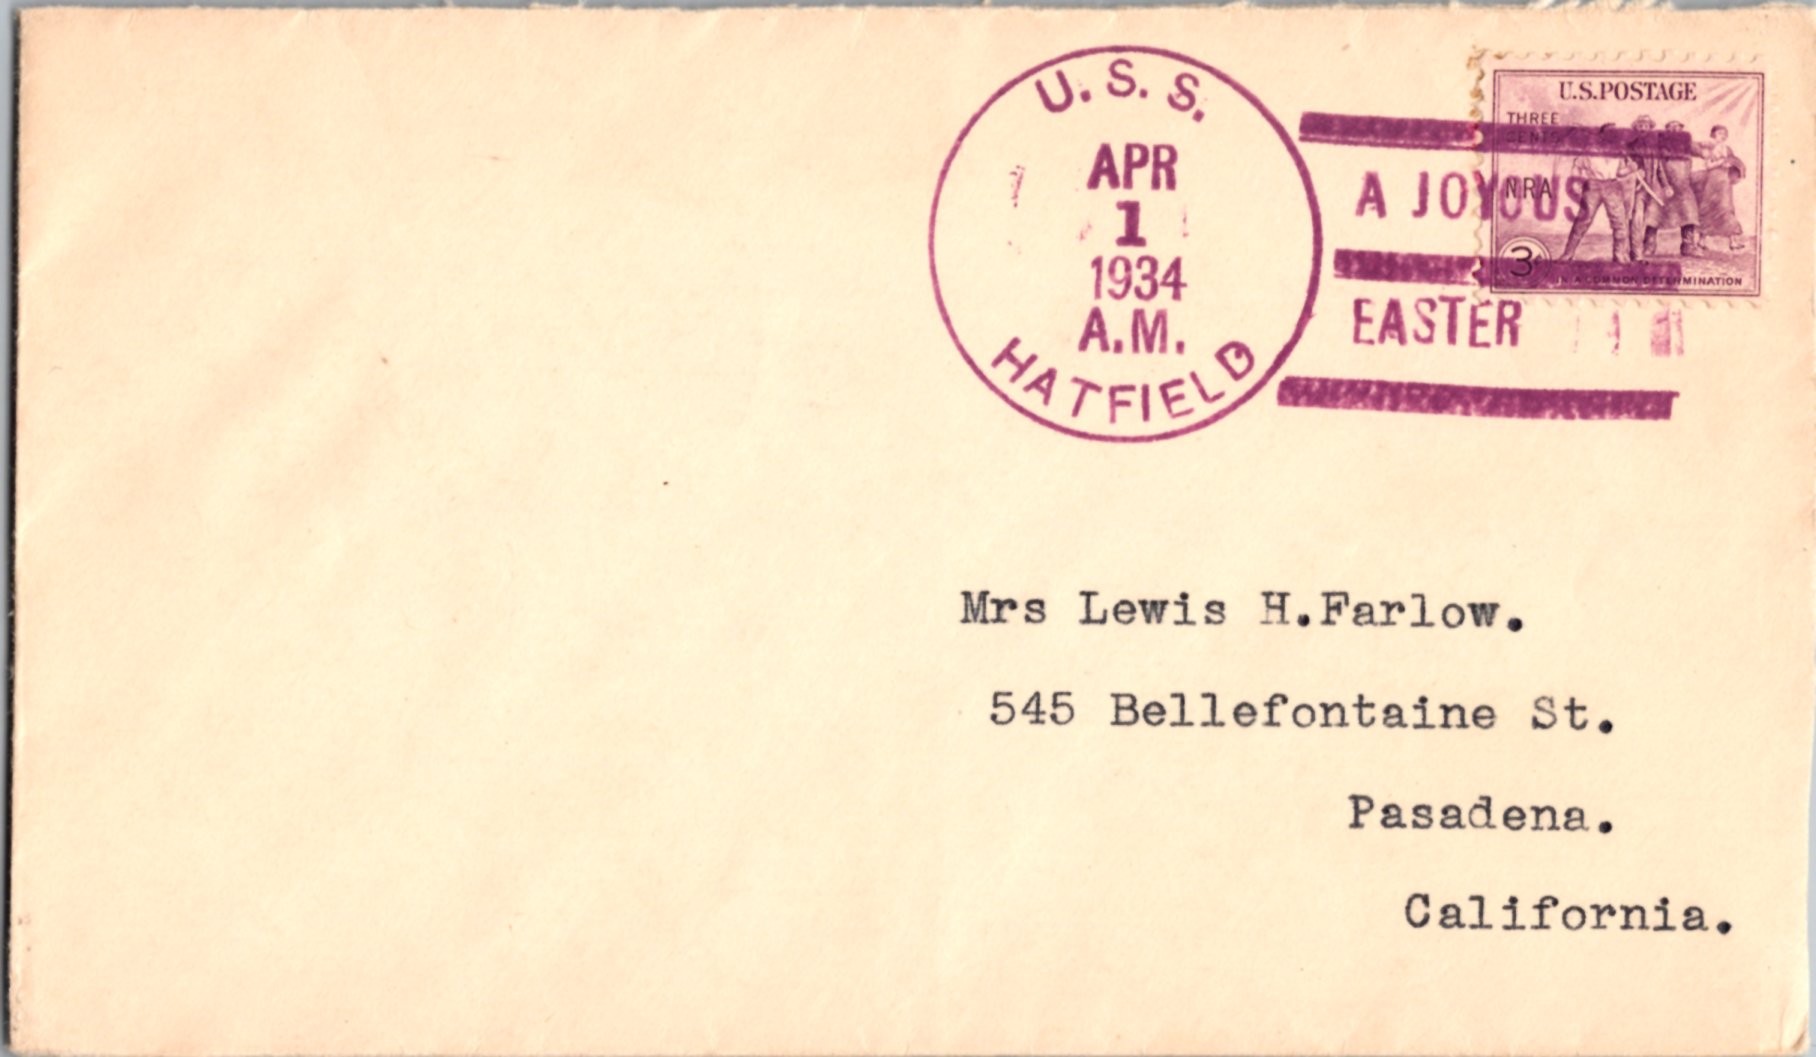 U.S.S.
APR
1
1934
A.M.
HATFIELD
A JOYOUS
EASTER
U.S.POSTAGE
THREE
CENTS
NRA
3¢
IN A COMMON DETERMINATION
Mrs Lewis H.Farlow.
545 Bellefontaine St.
Pasadena.
California.